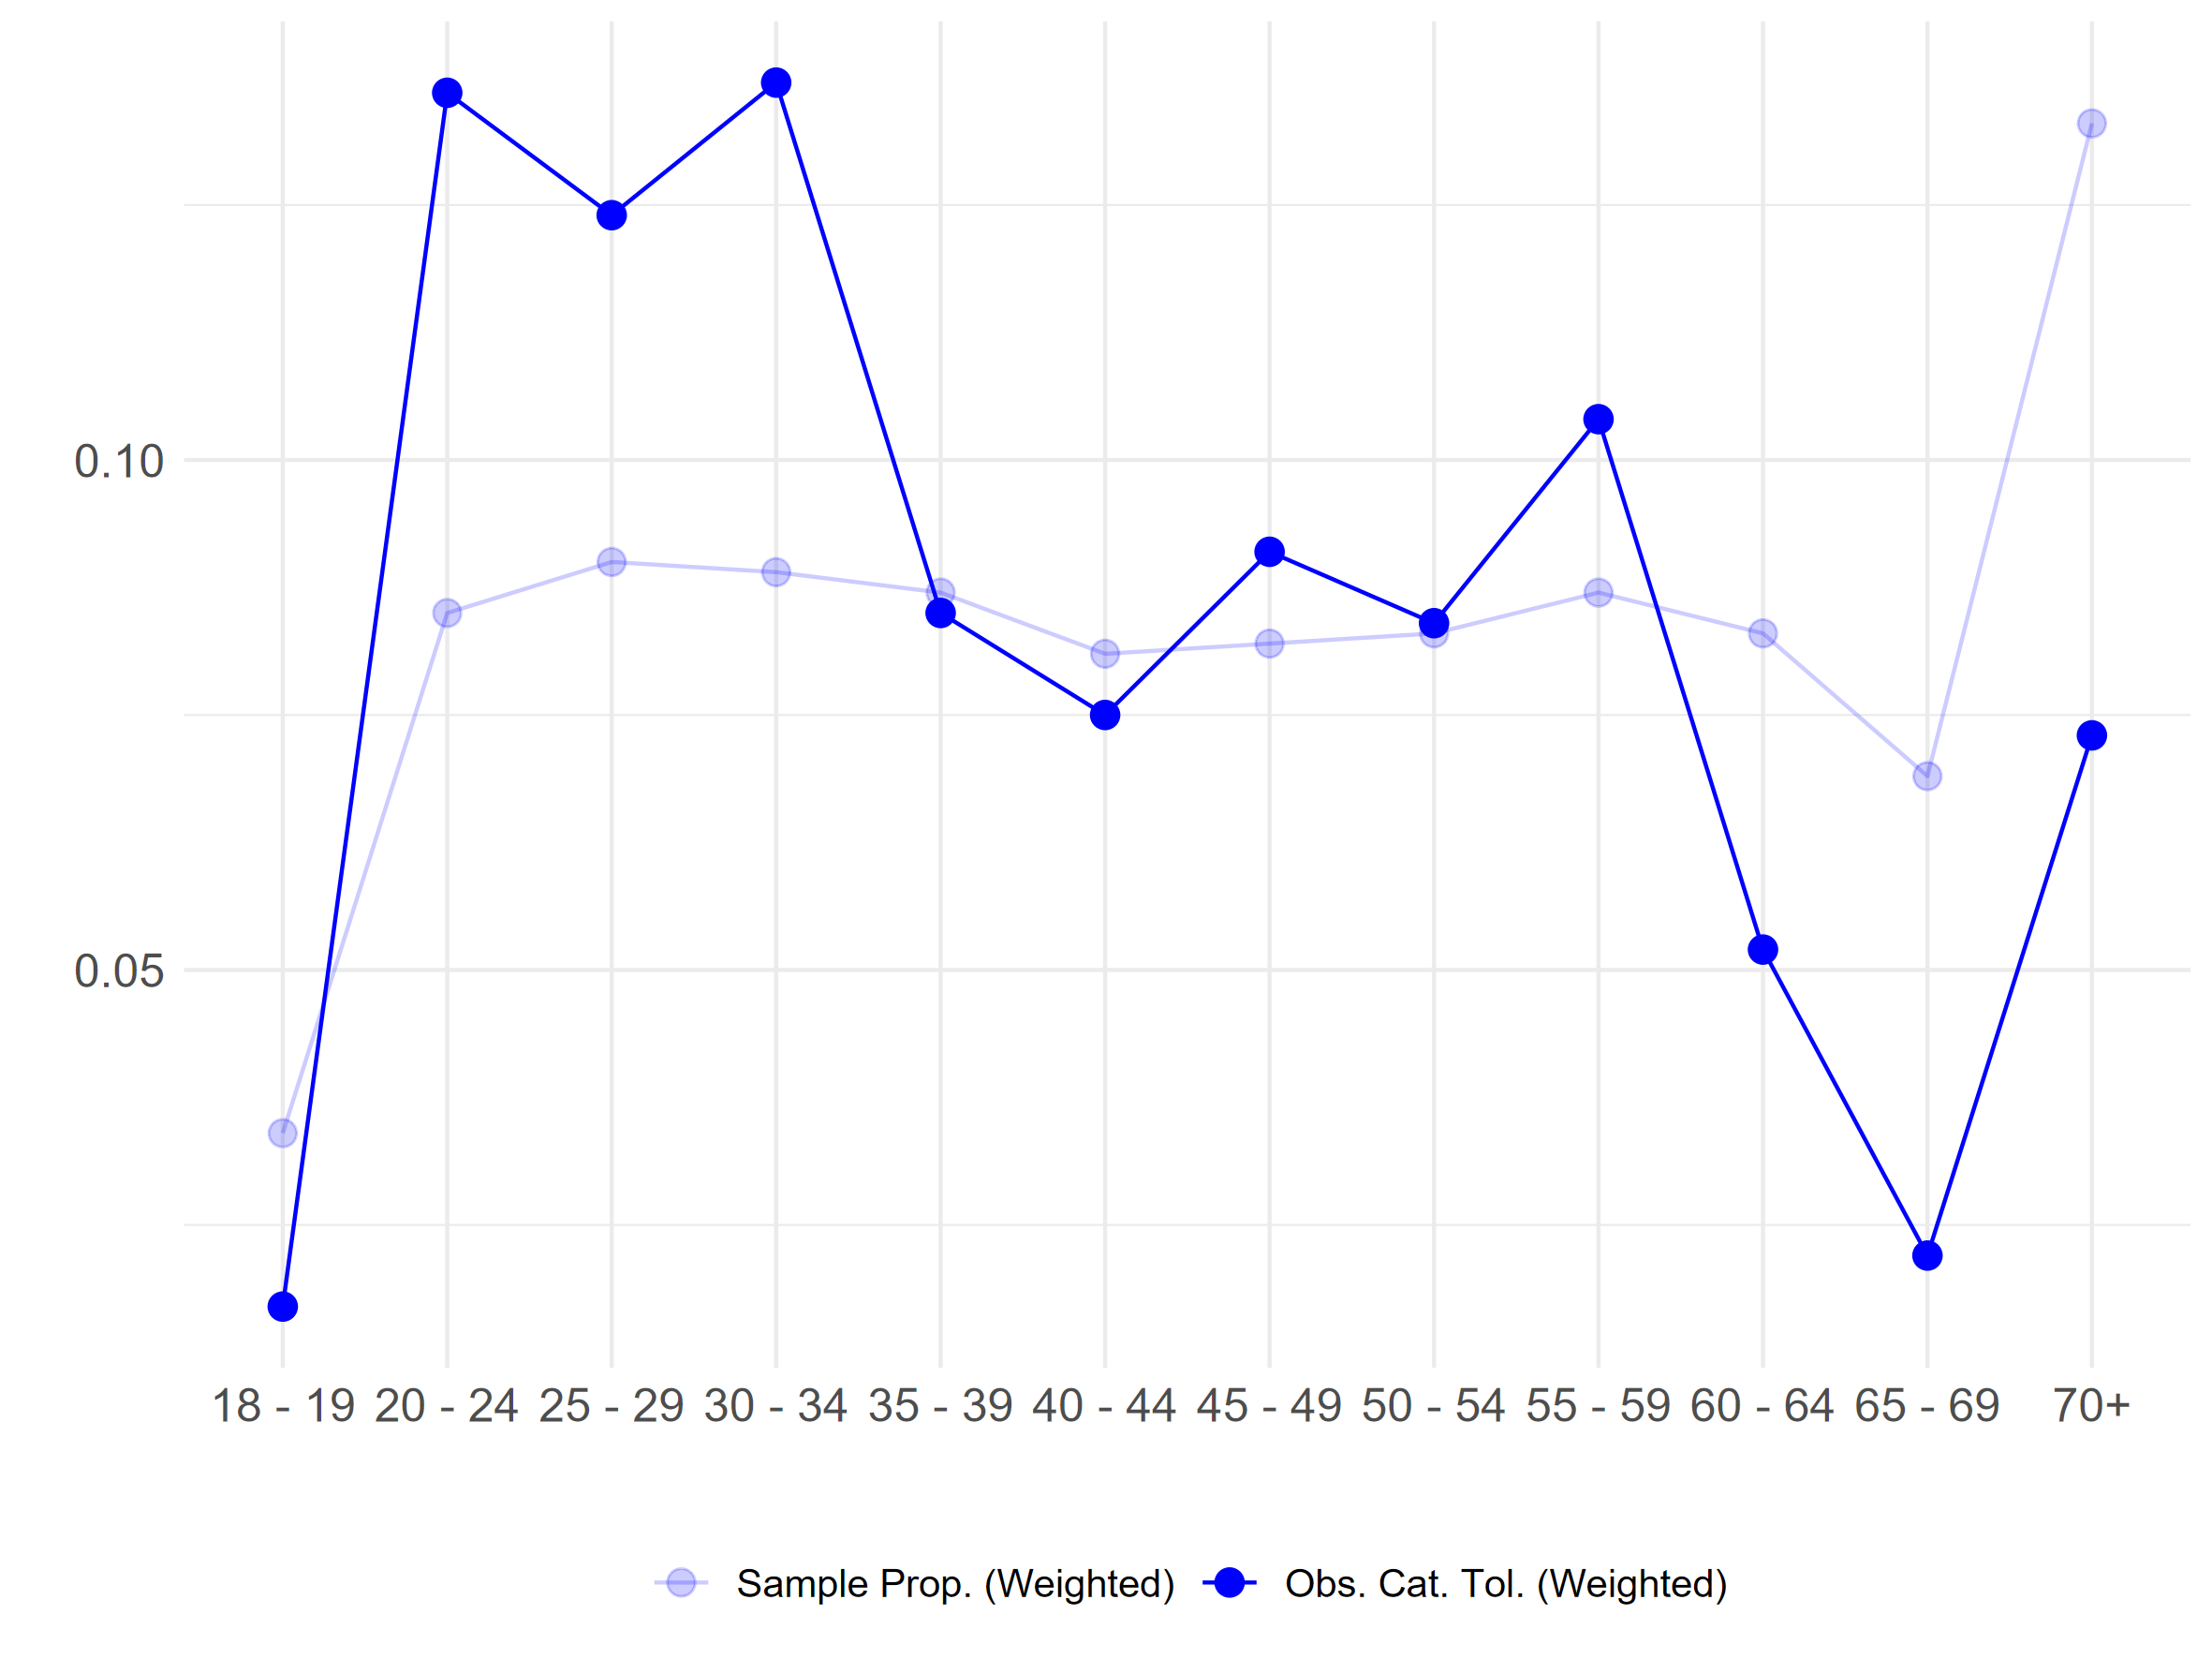 0.10
0.05
18 - 19 20 - 24 25 - 29 30 - 34 35 - 39 40 - 44 45 - 49 50 - 54 55 - 59 60 - 64 65 - 69 70+
Sample Prop. (Weighted) Obs. Cat. Tol. (Weighted)